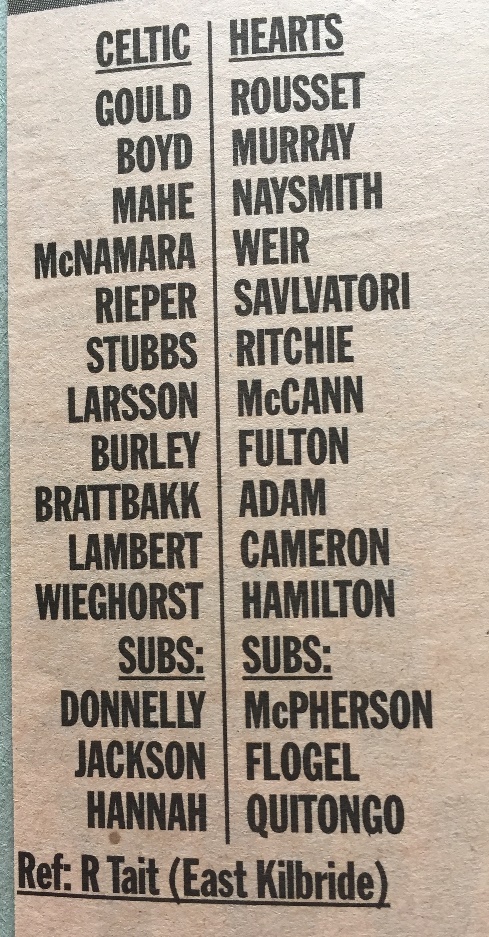 CELTIC HEARTS
GOULD ROUSSET
BOYD MURRAY
MAHE NAYSMITH
McNAMARA WEIR
RIEPER SAVLVATORI
STUBBS RITCHIE
LARSSON McCANN
BURLEY FULTON
BRATTBAKK ADAM
LAMBERT CAMERON
WIEGHORST HAMILTON
SUBS: SUBS:
DONNELLY McPHERSON
JACKSON FLOGEL
HANNAH QUITONGO
Ref: R Tait (East Kilbride)